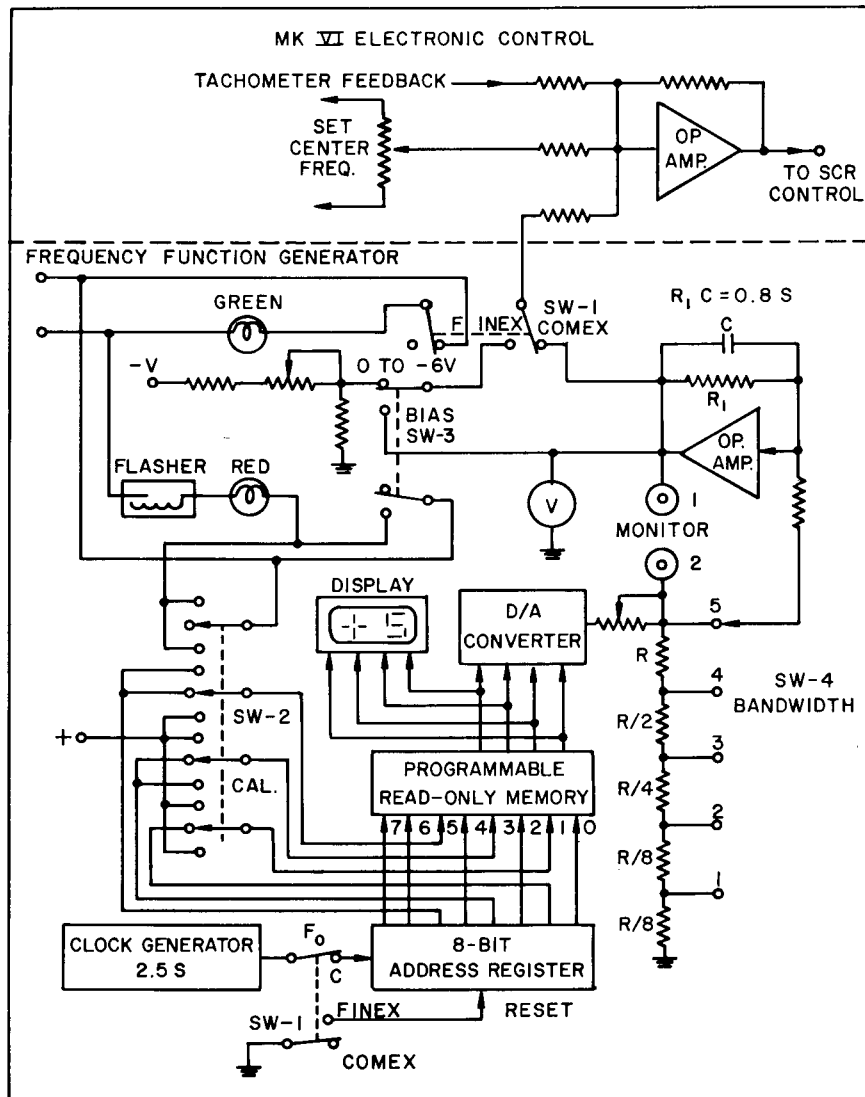 MK VI ELECTRONIC CONTROL
TACHOMETER FEEDBACK
SET
CENTER
FREQ.
OP.
AMP.
TO SCR
CONTROL
FREQUENCY FUNCTION GENERATOR
GREEN
SW-1
COMEX
FINEX
R₁ C = 0.8 S
C
R₁
-V
0 TO -6V
BIAS
SW-3
OP.
AMP.
FLASHER
RED
V
1
MONITOR
2
DISPLAY
+ 5
D/A
CONVERTER
5
R
4
SW-4
BANDWIDTH
R/2
3
R/4
2
R/8
1
R/8
SW-2
+
CAL.
PROGRAMMABLE
READ-ONLY MEMORY
7 6 5 4 3 2 1 0
CLOCK GENERATOR
2.5 S
F₀
C
8-BIT
ADDRESS REGISTER
FINEX
RESET
SW-1
COMEX